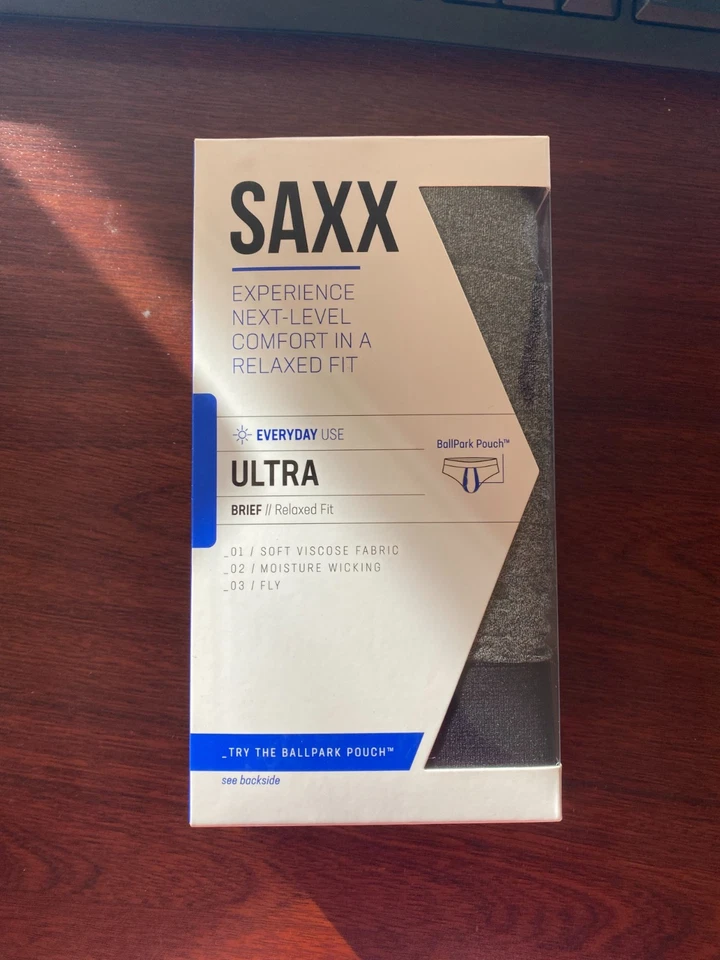 SAXX
EXPERIENCE
NEXT-LEVEL
COMFORT IN A
RELAXED FIT
EVERYDAY USE
BallPark Pouch™
ULTRA
BRIEF // Relaxed Fit
_01 / SOFT VISCOSE FABRIC
_02 / MOISTURE WICKING
_03 / FLY
_TRY THE BALLPARK POUCH™
see backside